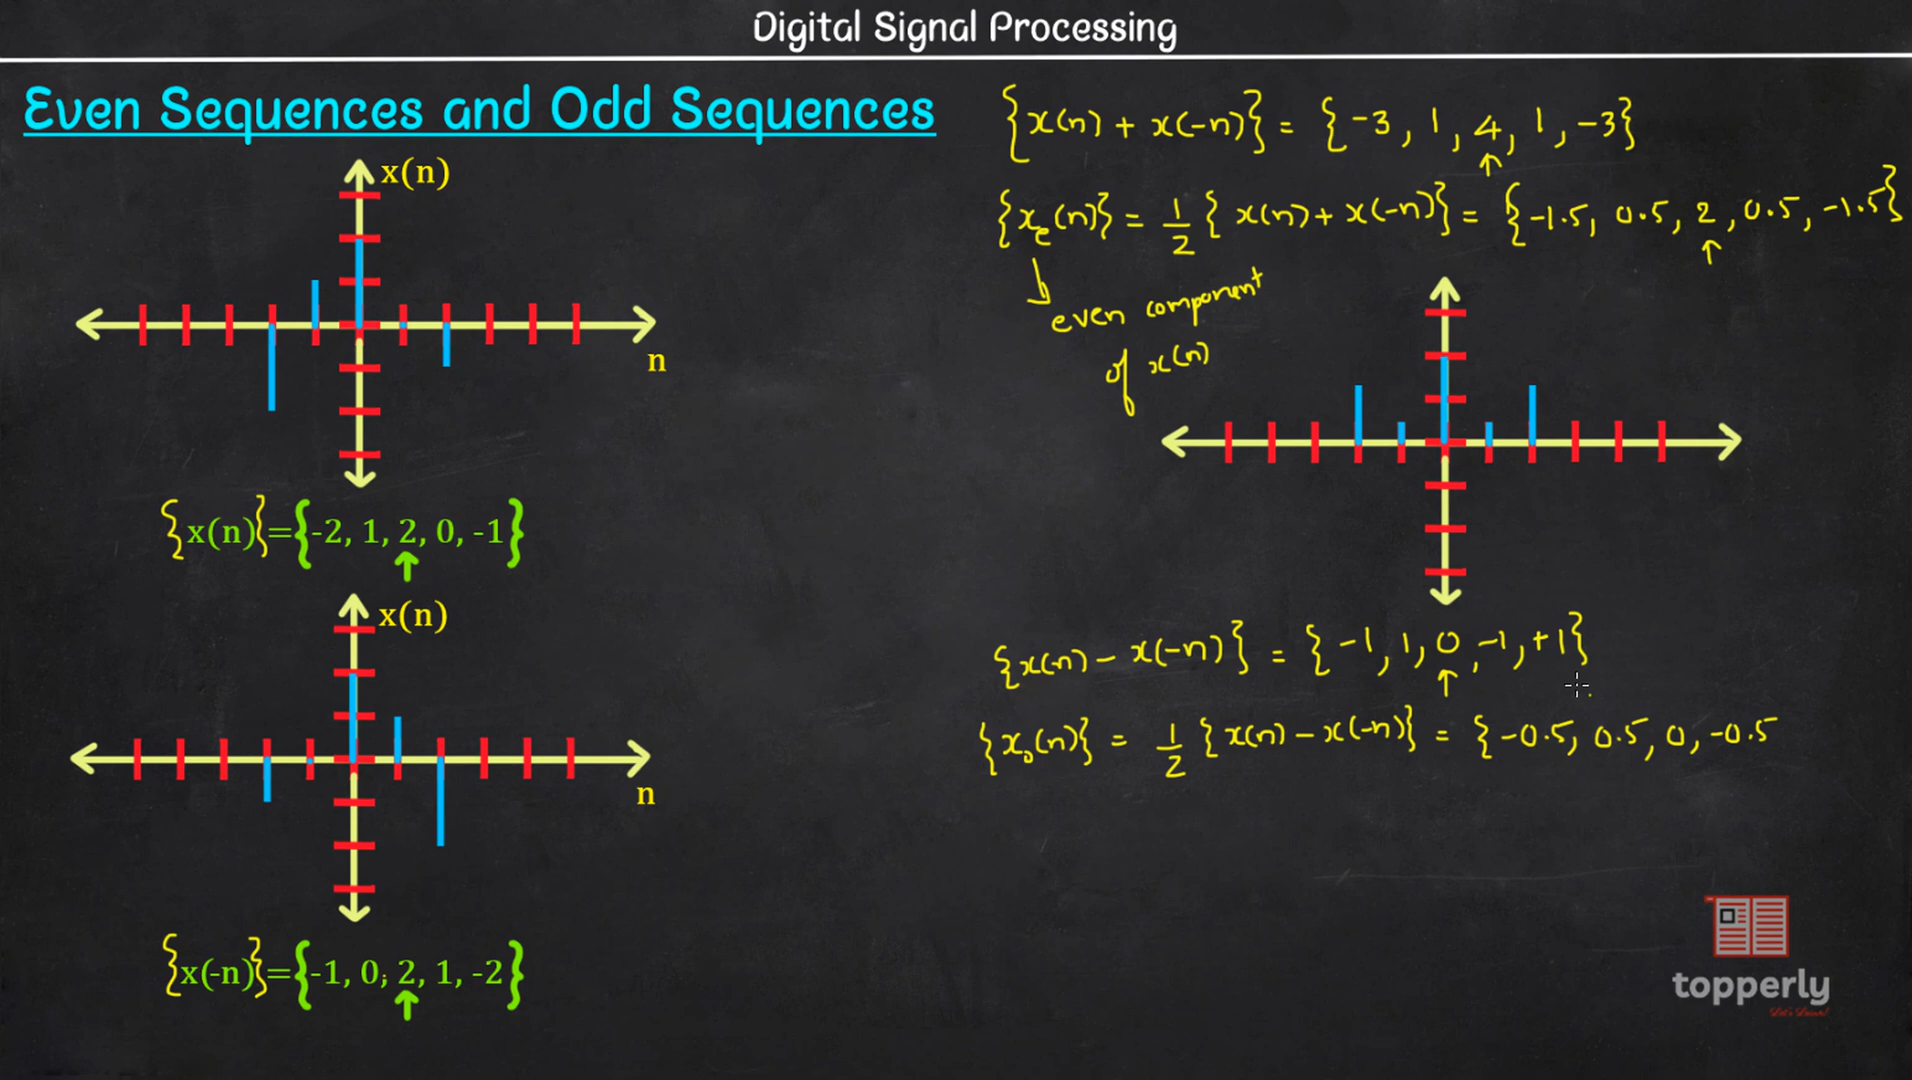 Digital Signal Processing
Even Sequences and Odd Sequences
x(n)
n
{x(n)}={-2, 1, 2, 0, -1}
↑
x(n)
n
{x(-n)}={-1, 0, 2, 1, -2}
↑
{x(n) + x(-n)} = {-3, 1, 4, 1, -3}
↑
{xₑ(n)} = 1/2 { x(n) + x(-n)} = {-1.5, 0.5, 2, 0.5, -1.5}
↑
even component
of x(n)
{x(n) - x(-n)} = { -1, 1, 0, -1, +1}
↑
{xₒ(n)} = 1/2 { x(n) - x(-n)} = {-0.5, 0.5, 0, -0.5
topperly
Let's Learn!